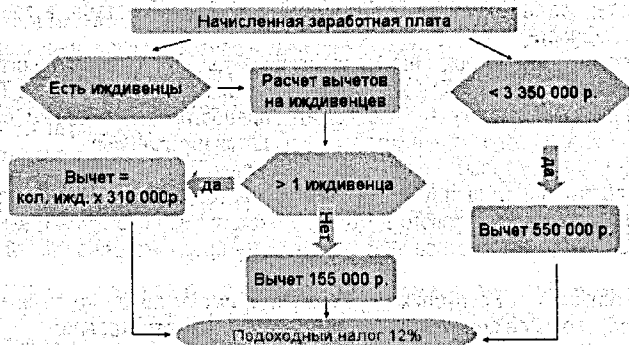 Начисленная заработная плата
Есть иждивенцы
Расчет вычетов
на иждивенцев
< 3 350 000 р.
Вычет =
кол. ижд. х 310 000р.
да
> 1 иждивенца
да
Нет
Вычет 550 000 р.
Вычет 155 000 р.
Подоходный налог 12%